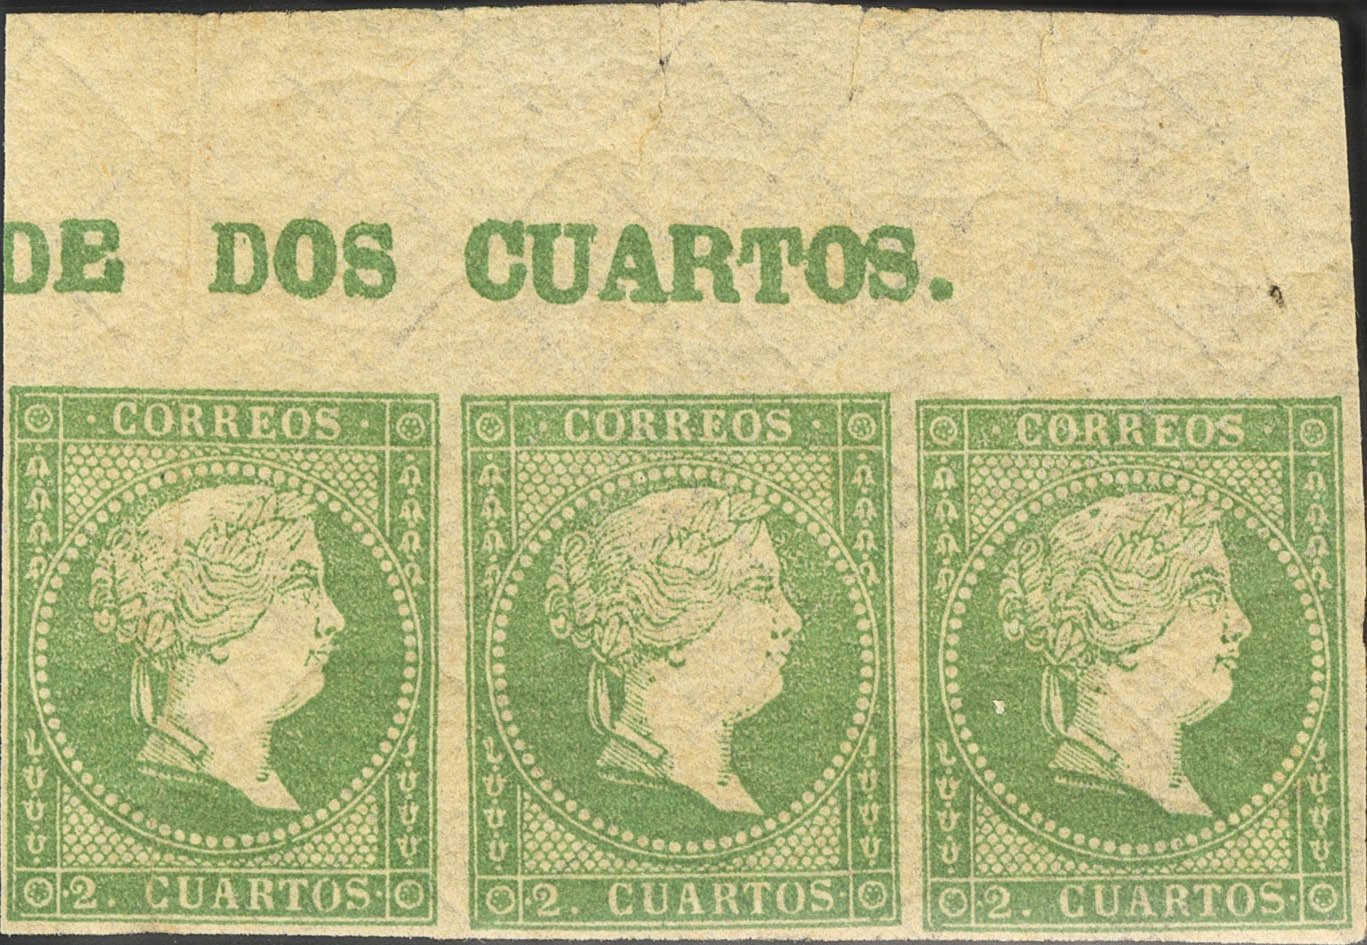 DE DOS CUARTOS.
· CORREOS ·
· CORREOS ·
· CORREOS ·
·2. CUARTOS·
·2. CUARTOS·
·2. CUARTOS·